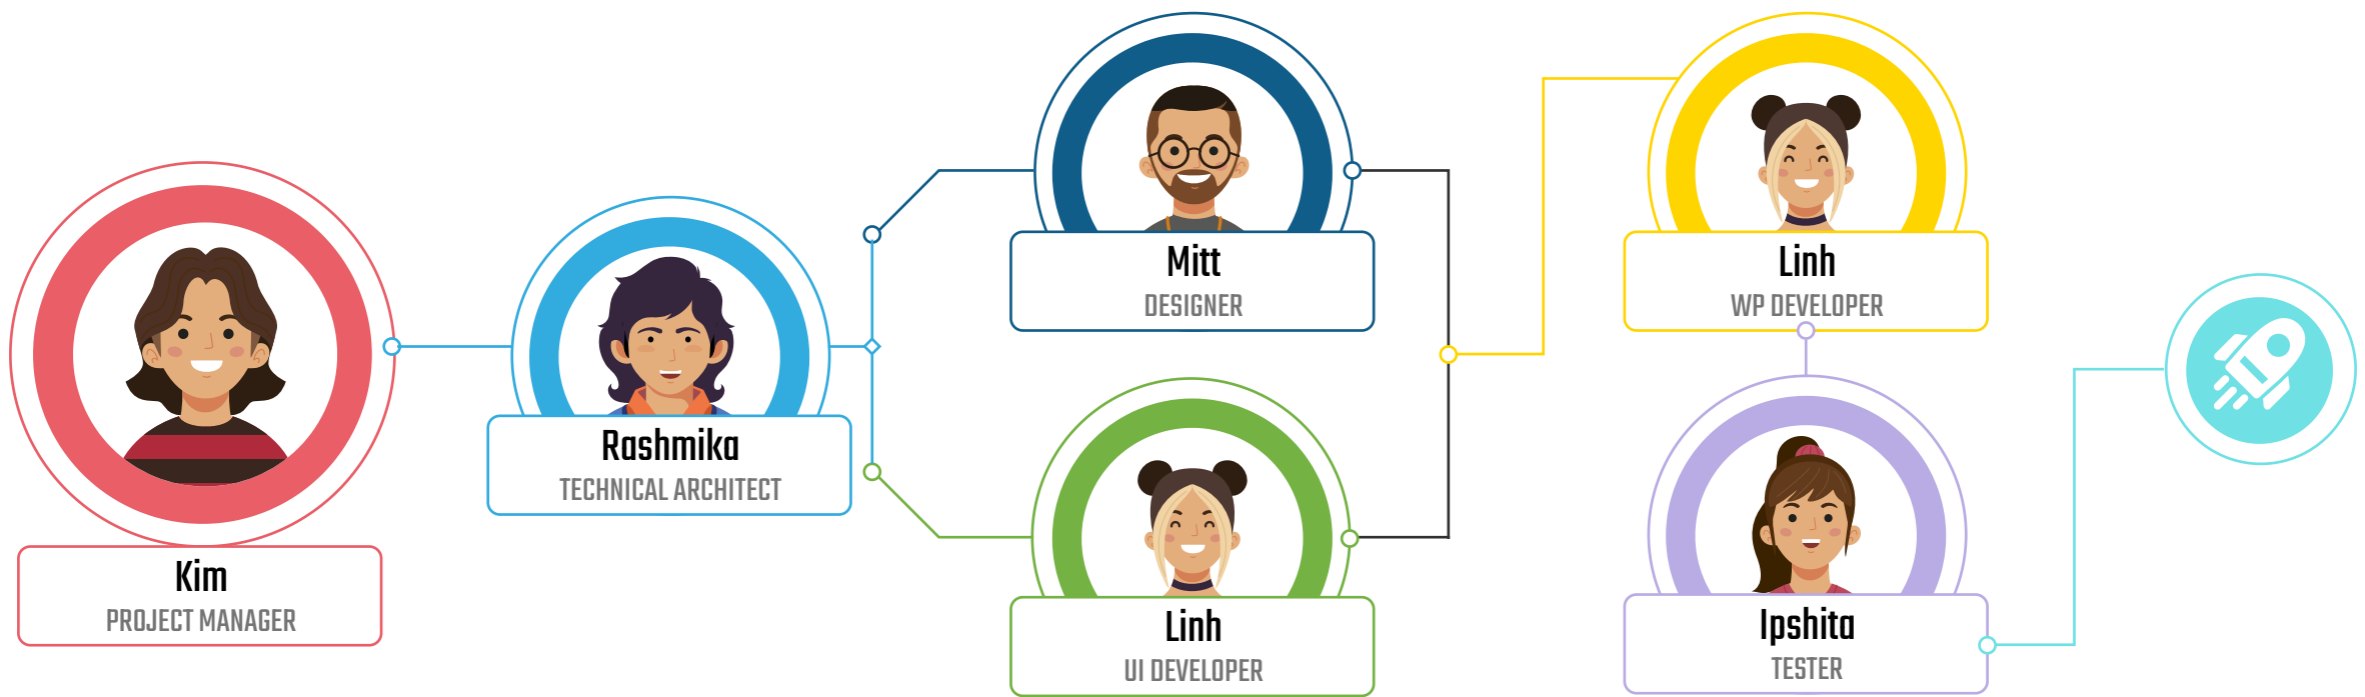 Kim
PROJECT MANAGER
Rashmika
TECHNICAL ARCHITECT
Mitt
DESIGNER
Linh
UI DEVELOPER
Linh
WP DEVELOPER
Ipshita
TESTER